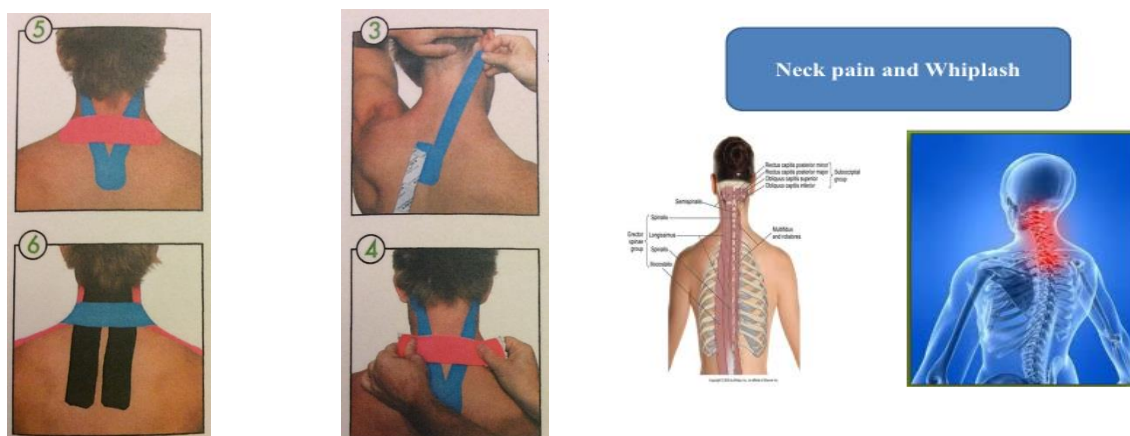 5
3
Neck pain and Whiplash
Rectus capitis posterior minor
Rectus capitis posterior major
Obliquus capitis superior
Obliquus capitis inferior
Suboccipital
group
Semispinalis
Spinalis
Erector
spinae
group
Longissimus
Spinalis
Iliocostalis
Multifidus
and rotatores
6
4